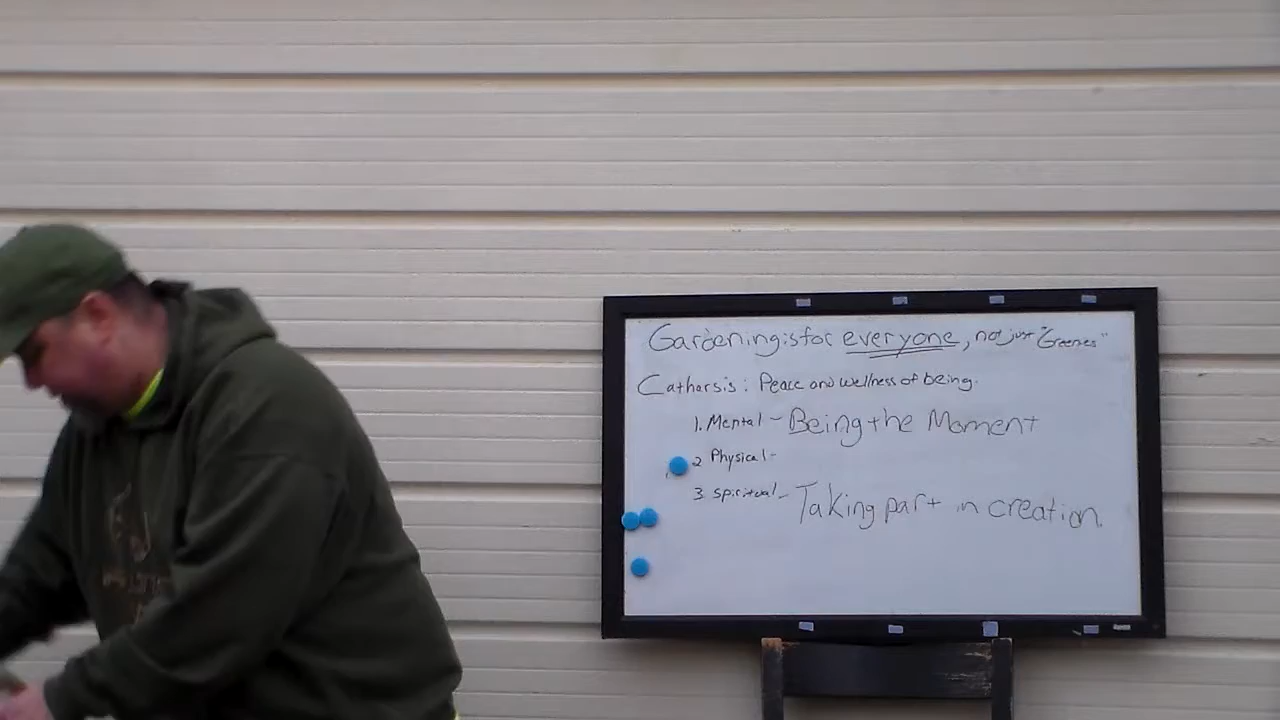 Gardening is for everyone, not just "Greenies"
Catharsis: Peace and wellness of being.
1. Mental - Being the Moment
2 Physical -
3 Spiritual - Taking part in creation.